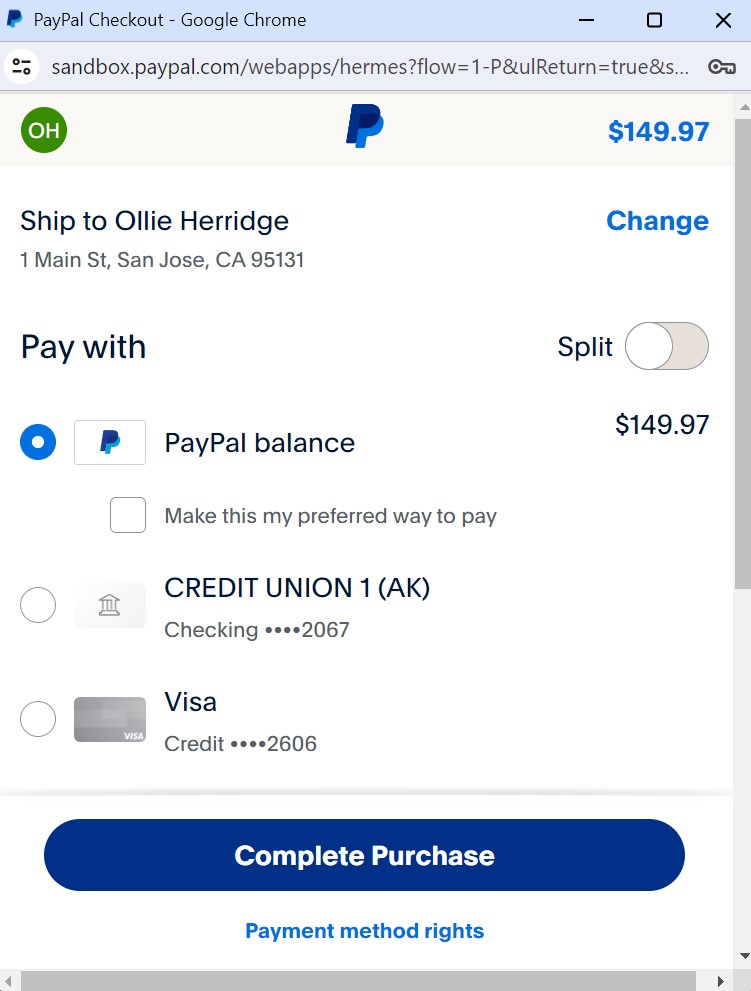 PayPal Checkout - Google Chrome
sandbox.paypal.com/webapps/hermes?flow=1-P&ulReturn=true&s...
OH
$149.97
Ship to Ollie Herridge
Change
1 Main St, San Jose, CA 95131
Pay with
Split
PayPal balance
$149.97
Make this my preferred way to pay
CREDIT UNION 1 (AK)
Checking ••••2067
Visa
VISA
Credit ••••2606
Complete Purchase
Payment method rights